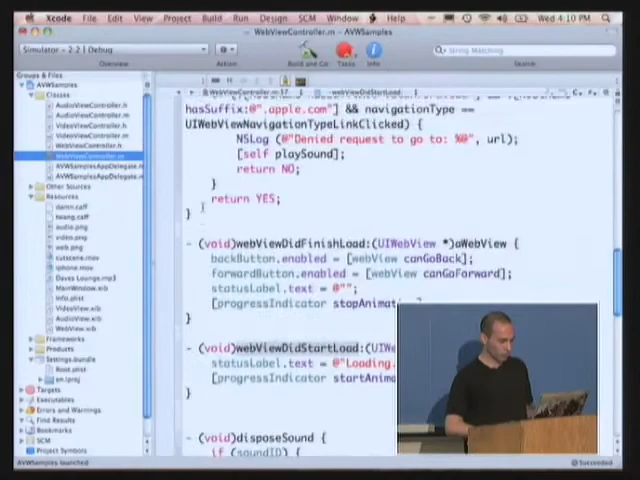 Xcode File Edit View Project Build Run Design SCM Window Help Wed 4:10 PM
WebViewController.m - AVWSamples
Simulator - 2.2 | Debug
String Matching
Overview Action Build and Go Tasks Info Search
Groups & Files
AVWSamples
Classes
AudioViewController.h
AudioViewController.m
VideoViewController.h
VideoViewController.m
WebViewController.h
WebViewController.m
AVWSamplesAppDelegate.h
AVWSamplesAppDelegate.m
Other Sources
Resources
damn.caff
twang.caff
audio.png
video.png
web.png
cutscene.m4v
iphone.mov
Daves Lounge.mp3
MainWindow.xib
Info.plist
VideoView.xib
AudioView.xib
WebView.xib
Frameworks
Products
Settings.bundle
Root.plist
en.lproj
Targets
Executables
Errors and Warnings
Find Results
Bookmarks
SCM
Project Symbols
AVWSamples launched
Succeeded
hasSuffix:@".apple.com"] && navigationType ==
UIWebViewNavigationTypeLinkClicked) {
NSLog (@"Denied request to go to: %@", url);
[self playSound];
return NO;
}
return YES;
}
- (void)webViewDidFinishLoad:(UIWebView *)aWebView {
backButton.enabled = [webView canGoBack];
forwardButton.enabled = [webView canGoForward];
statusLabel.text = @"";
[progressIndicator stopAnimat
}
- (void)webViewDidStartLoad:(UIWe
statusLabel.text = @"Loading.
[progressIndicator startAnima
}
- (void)disposeSound {
if (soundID) {